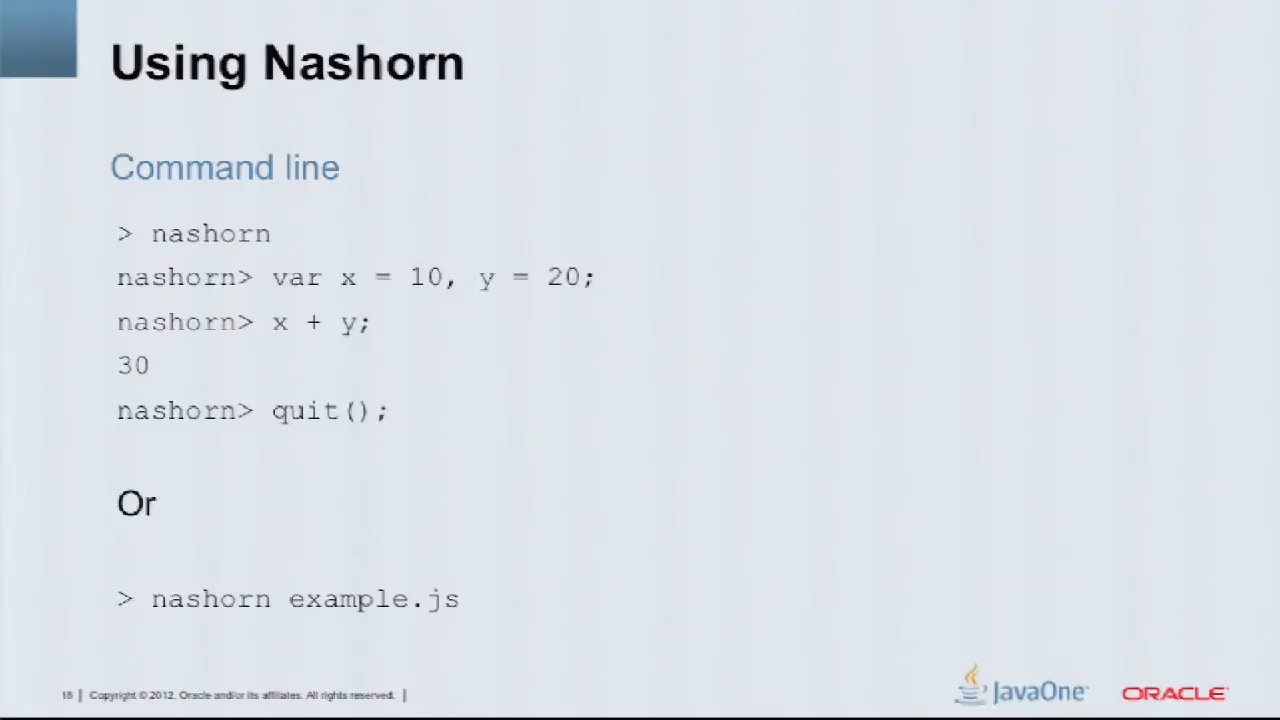 Using Nashorn
Command line
> nashorn
nashorn> var x = 10, y = 20;
nashorn> x + y;
30
nashorn> quit();
Or
> nashorn example.js
18 | Copyright © 2012, Oracle and/or its affiliates. All rights reserved. |
JavaOne™
ORACLE®